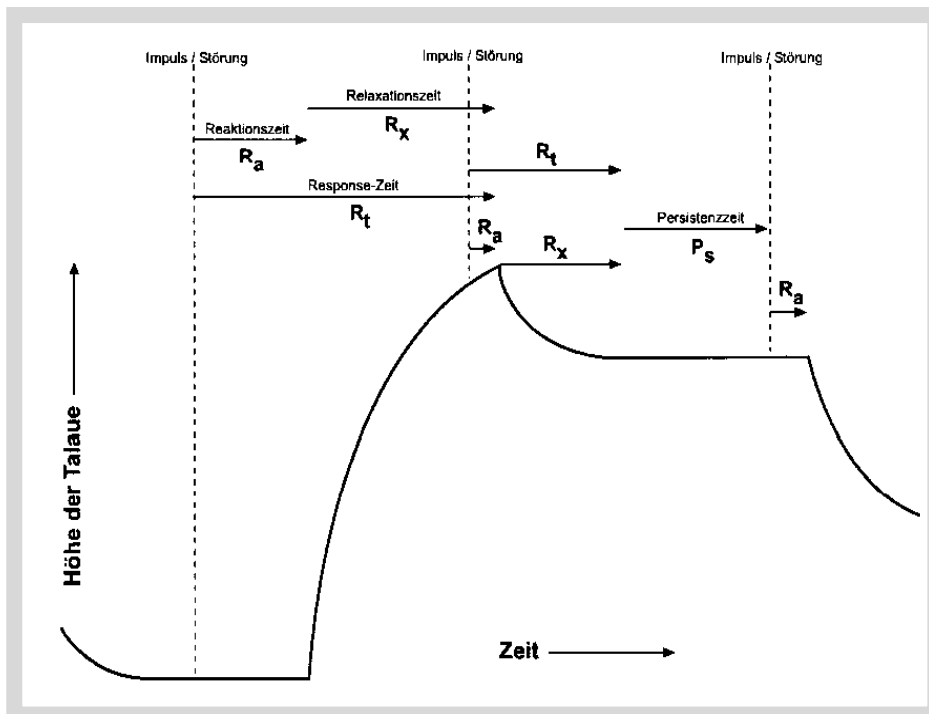 Impuls / Störung
Impuls / Störung
Impuls / Störung
Relaxationszeit
Rx
Reaktionszeit
Ra
Rt
Response-Zeit
Rt
Ra
Rx
Persistenzzeit
Ps
Ra
Höhe der Talaue
Zeit